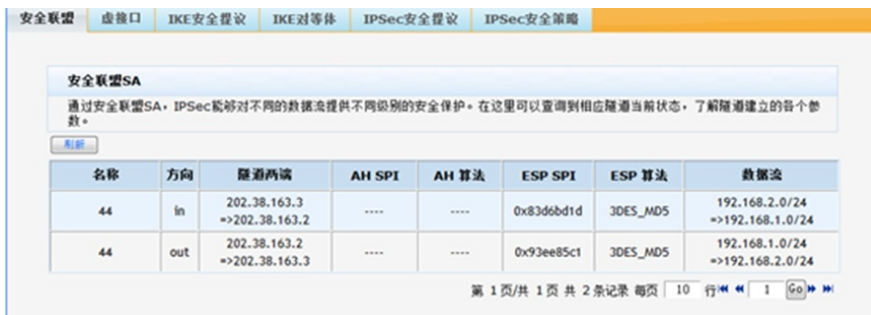 安全联盟 虚接口 IKE安全提议 IKE对等体 IPSec安全提议 IPSec安全策略
安全联盟SA
通过安全联盟SA，IPSec能够对不同的数据流提供不同级别的安全保护。在这里可以查询到相应隧道当前状态，了解隧道建立的各个参
数。
刷新
名称 方向 隧道两端 AH SPI AH 算法 ESP SPI ESP 算法 数据流
44 in 202.38.163.3 ---- ---- 0x83d6bd1d 3DES_MD5 192.168.2.0/24
=>202.38.163.2 =>192.168.1.0/24
44 out 202.38.163.2 ---- ---- 0x93ee85c1 3DES_MD5 192.168.1.0/24
=>202.38.163.3 =>192.168.2.0/24
第 1 页/共 1 页 共 2 条记录 每页 10 行 1 Go